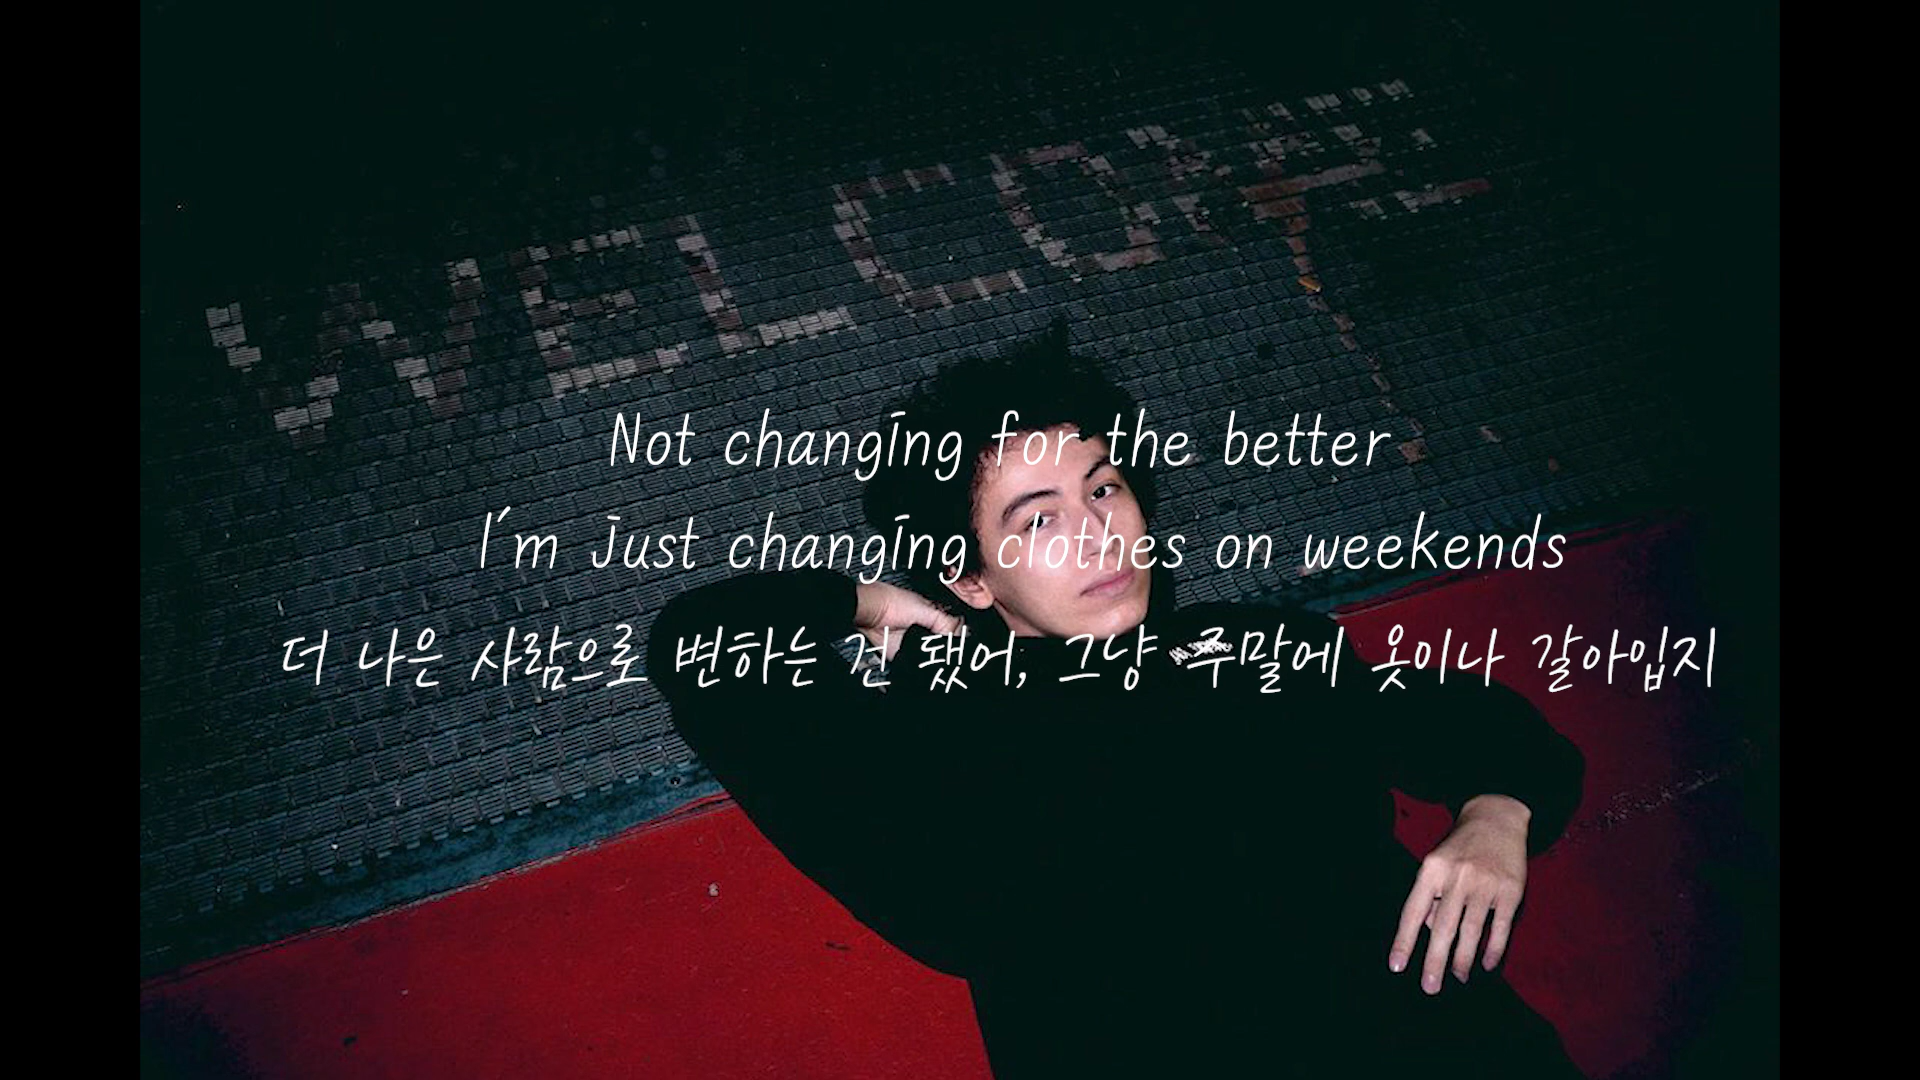 WELCOME
Not changing for the better
I'm Just changing clothes on weekends
더 나은 사람으로 변하는 건 됐어, 그냥 주말에 옷이나 갈아입지